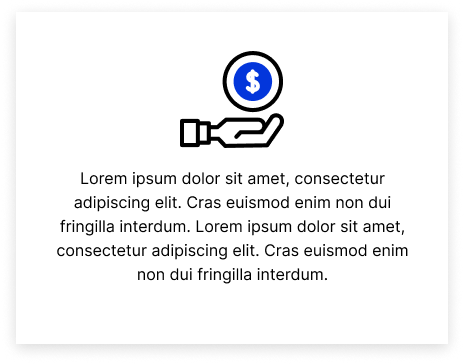 $
Lorem ipsum dolor sit amet, consectetur
adipiscing elit. Cras euismod enim non dui
fringilla interdum. Lorem ipsum dolor sit amet,
consectetur adipiscing elit. Cras euismod enim
non dui fringilla interdum.